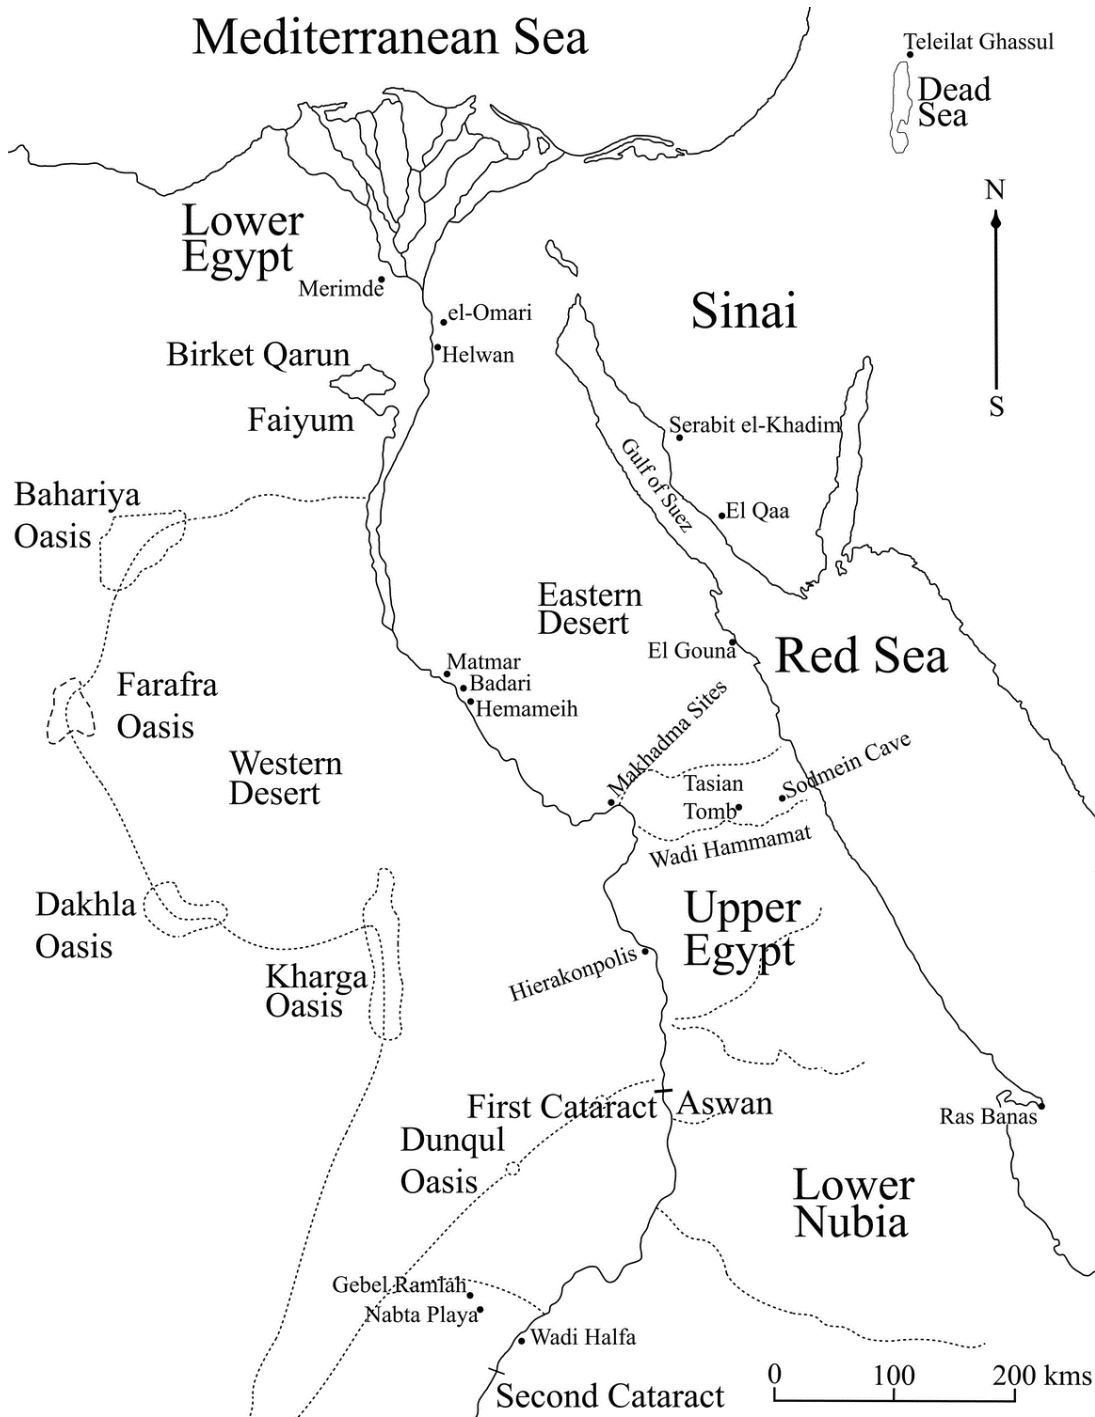 Mediterranean Sea
Teleilat Ghassul
Dead
Sea
N
S
Lower
Egypt
Merimde
el-Omari
Helwan
Sinai
Birket Qarun
Faiyum
Serabit el-Khadim
Gulf of Suez
El Qaa
Bahariya
Oasis
Eastern
Desert
El Gouna
Red Sea
Matmar
Badari
Hemameih
Farafra
Oasis
Western
Desert
Makhadma Sites
Tasian
Tomb
Sodmein Cave
Wadi Hammamat
Dakhla
Oasis
Kharga
Oasis
Upper
Egypt
Hierakonpolis
First Cataract
Aswan
Ras Banas
Dunqul
Oasis
Lower
Nubia
Gebel Ramlah
Nabta Playa
Wadi Halfa
Second Cataract
0 100 200 kms